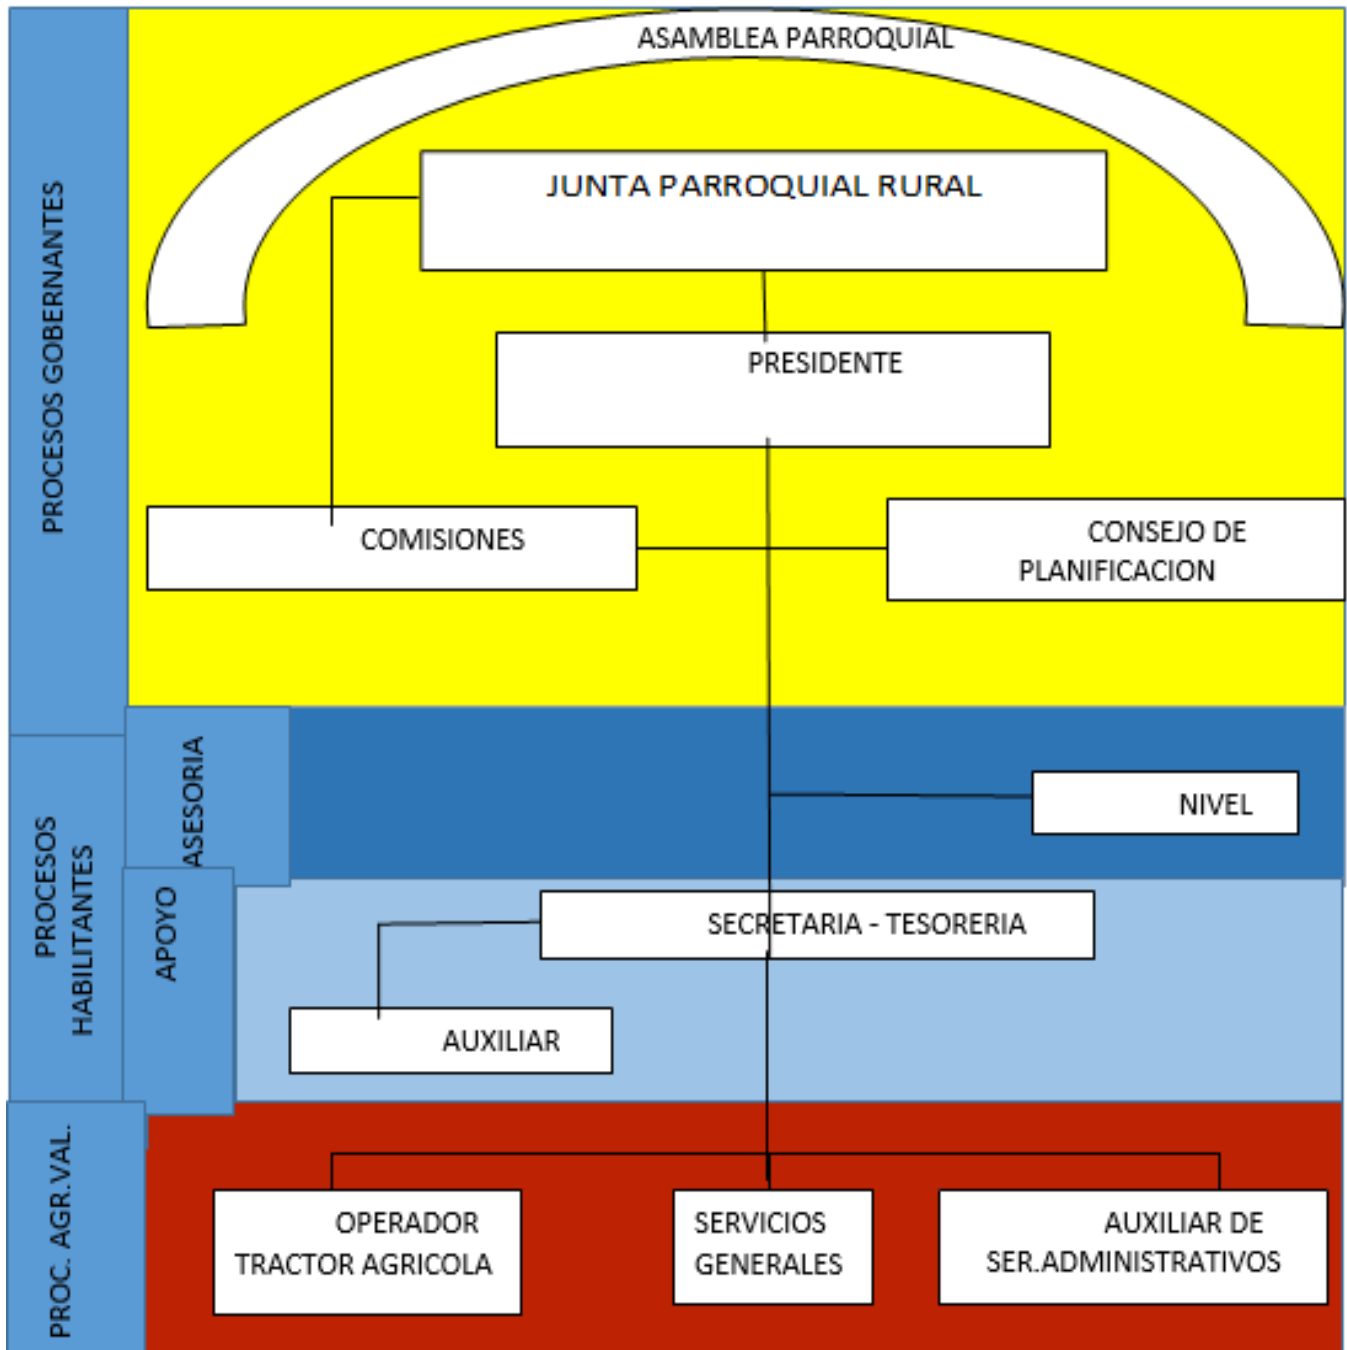 ASAMBLEA PARROQUIAL
JUNTA PARROQUIAL RURAL
PRESIDENTE
COMISIONES
CONSEJO DE
PLANIFICACION
PROCESOS GOBERNANTES
ASESORIA
NIVEL
PROCESOS
HABILITANTES
APOYO
SECRETARIA - TESORERIA
AUXILIAR
PROC. AGR.VAL.
OPERADOR
TRACTOR AGRICOLA
SERVICIOS
GENERALES
AUXILIAR DE
SER.ADMINISTRATIVOS